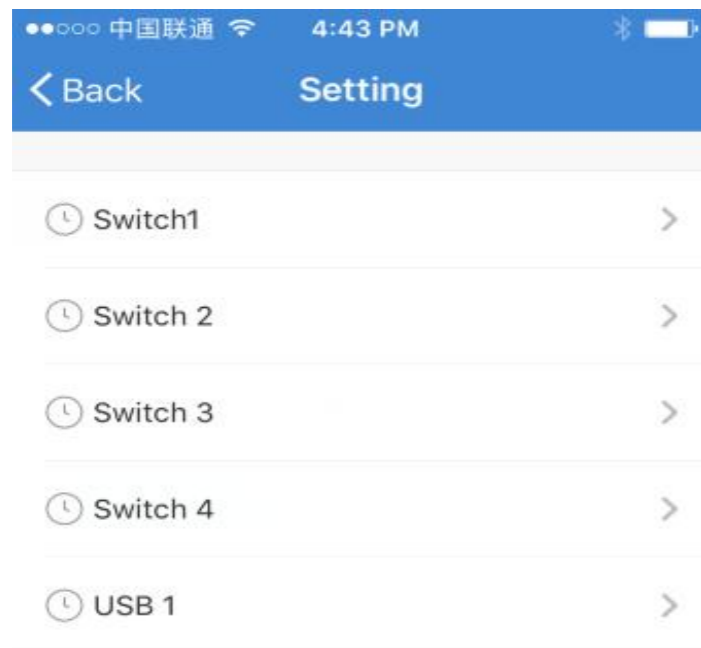 中国联通 4:43 PM
Back Setting
Switch1
Switch 2
Switch 3
Switch 4
USB 1